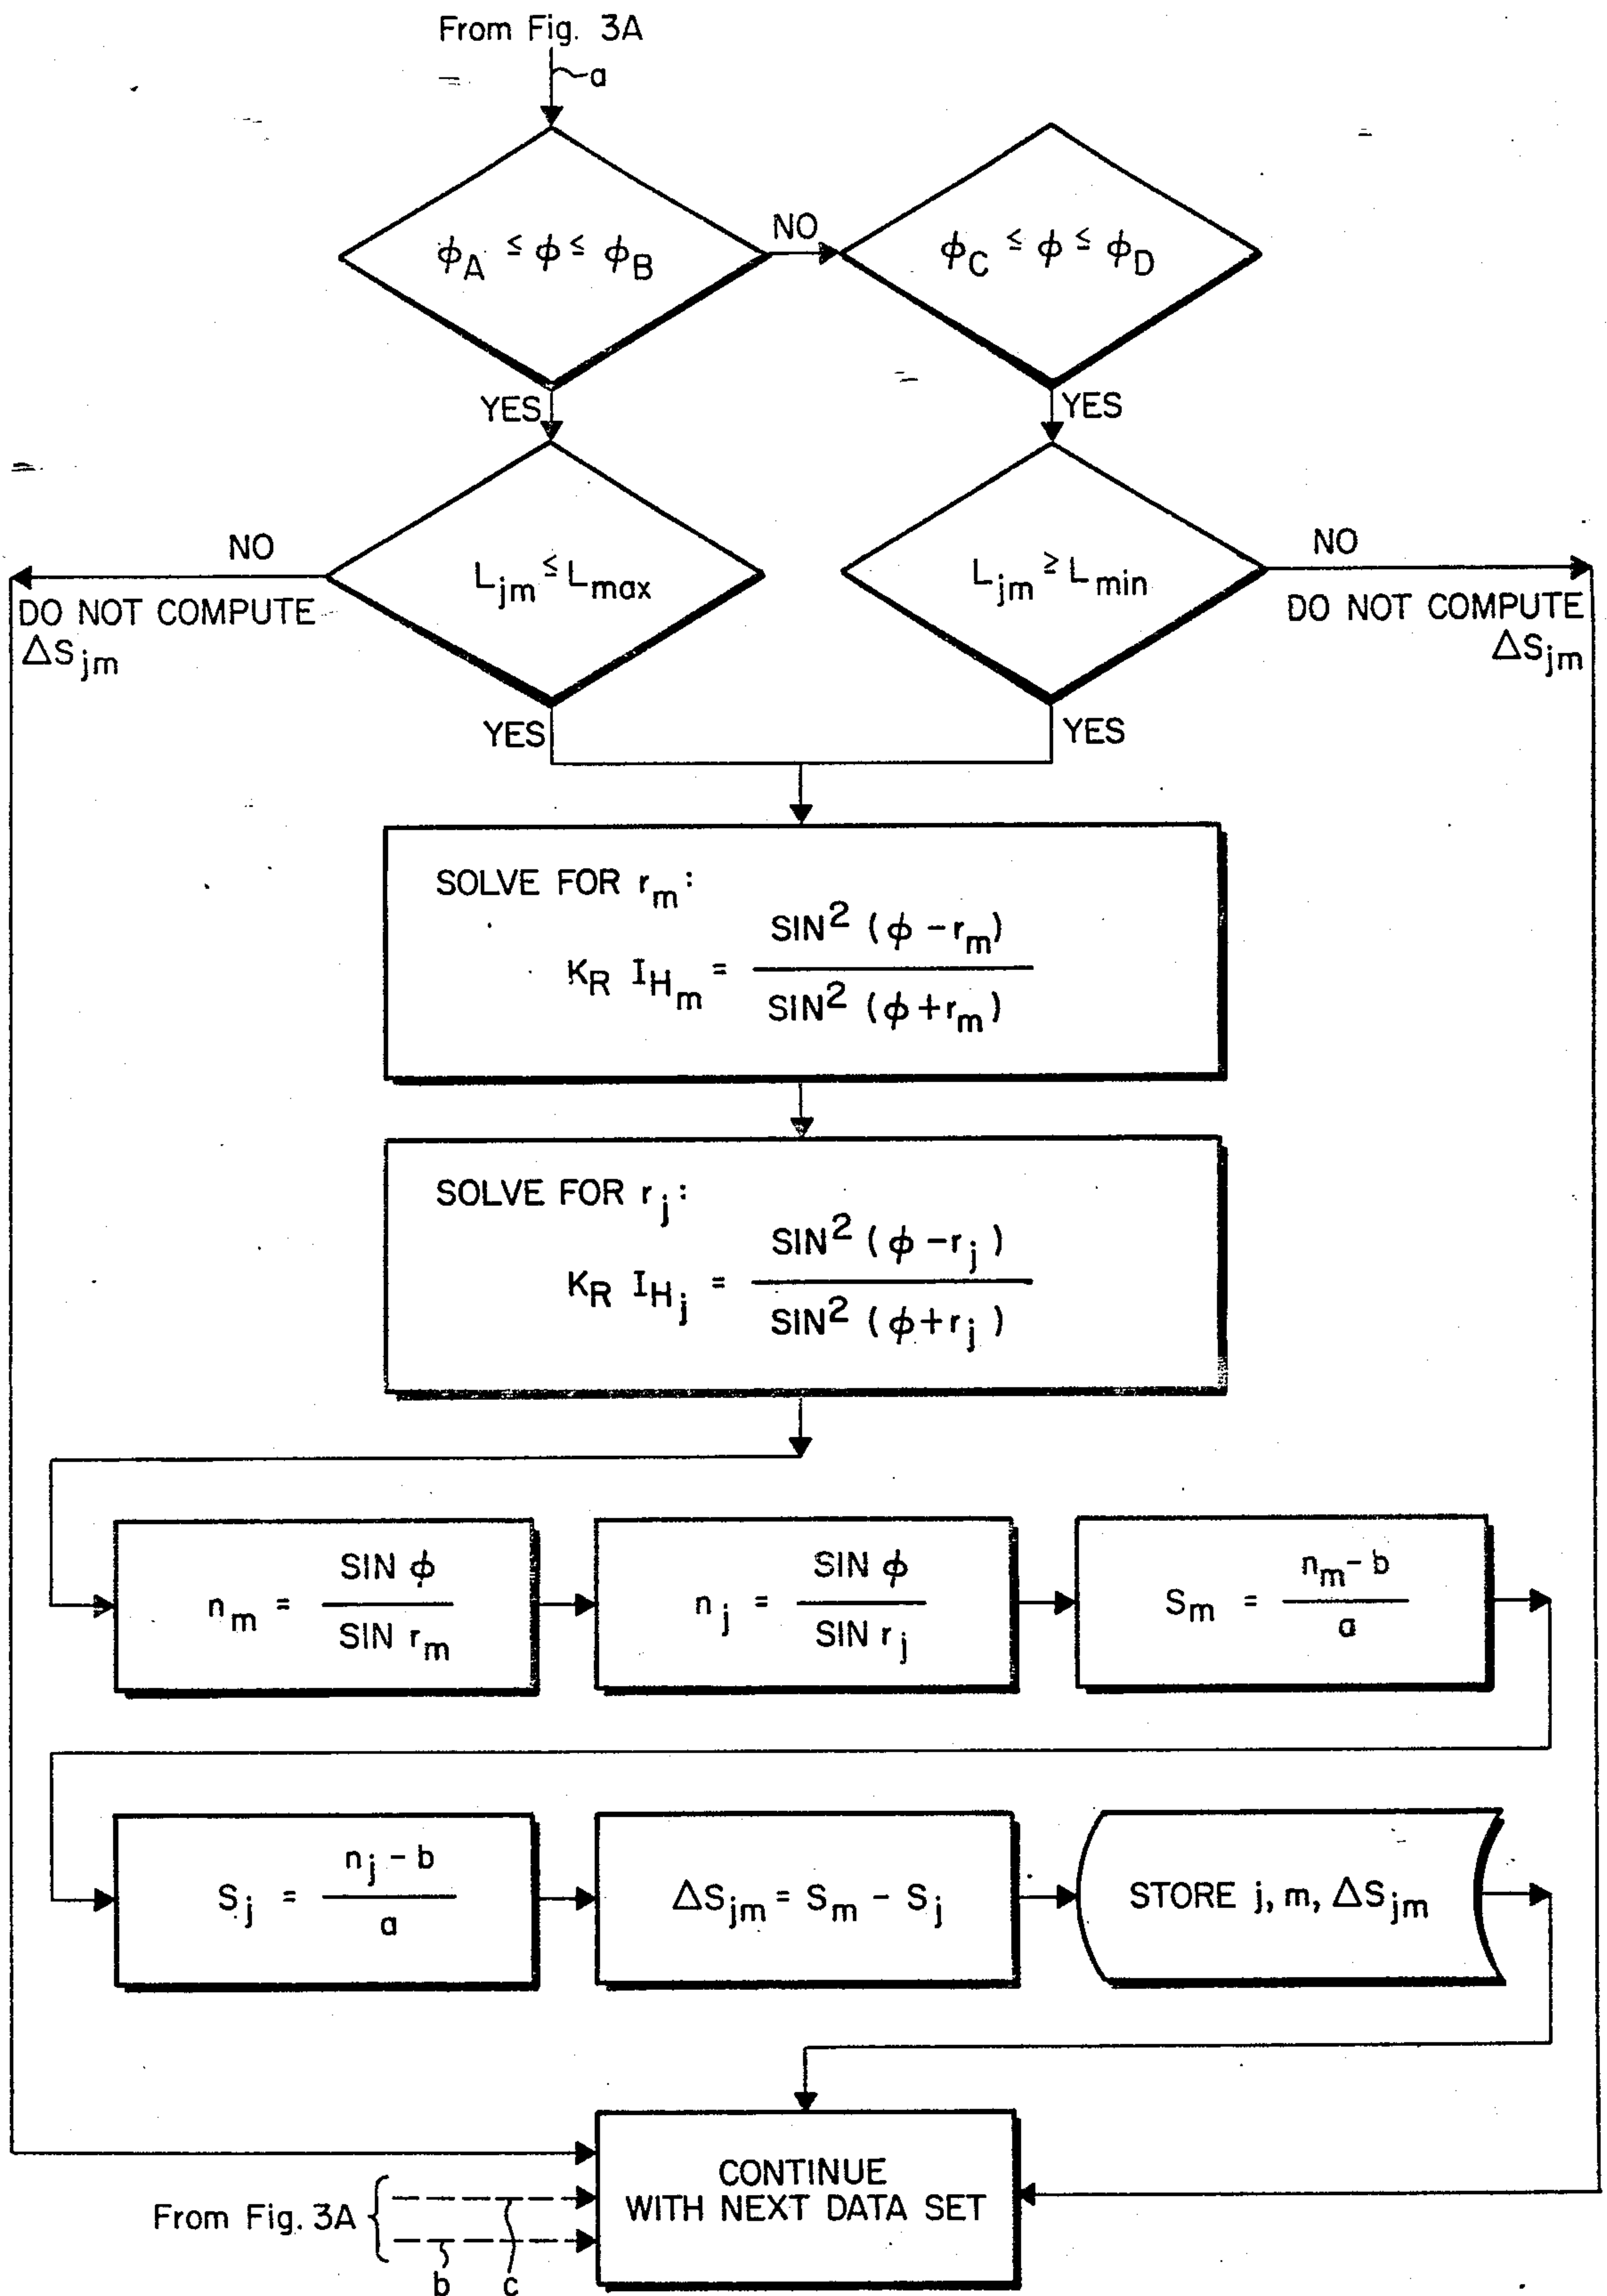 From Fig. 3A
a
ϕA ≤ ϕ ≤ ϕB
NO
ϕC ≤ ϕ ≤ ϕD
YES
YES
NO
Ljm ≤ Lmax
Ljm ≥ Lmin
NO
DO NOT COMPUTE
ΔSjm
DO NOT COMPUTE
ΔSjm
YES
YES
SOLVE FOR rm:
KR IHm = SIN² (ϕ − rm) / SIN² (ϕ + rm)
SOLVE FOR rj:
KR IHj = SIN² (ϕ − rj) / SIN² (ϕ + rj)
nm = SIN ϕ / SIN rm
nj = SIN ϕ / SIN rj
Sm = nm − b / a
Sj = nj − b / a
ΔSjm = Sm − Sj
STORE j, m, ΔSjm
CONTINUE
WITH NEXT DATA SET
From Fig. 3A
b
c